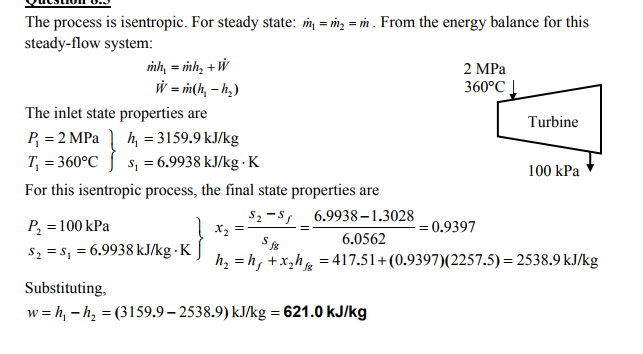 Question 8.5
The process is isentropic. For steady state: ṁ₁ = ṁ₂ = ṁ . From the energy balance for this
steady-flow system:
ṁh₁ = ṁh₂ + Ẇ
Ẇ = ṁ(h₁ – h₂)
2 MPa
360°C
Turbine
100 kPa
The inlet state properties are
P₁ = 2 MPa } h₁ = 3159.9 kJ/kg
T₁ = 360°C } s₁ = 6.9938 kJ/kg · K
For this isentropic process, the final state properties are
P₂ = 100 kPa
s₂ = s₁ = 6.9938 kJ/kg · K }
x₂ = (s₂ – s_f)/s_fg = (6.9938 – 1.3028)/6.0562 = 0.9397
h₂ = h_f + x₂h_fg = 417.51 + (0.9397)(2257.5) = 2538.9 kJ/kg
Substituting,
w = h₁ – h₂ = (3159.9 – 2538.9) kJ/kg = 621.0 kJ/kg